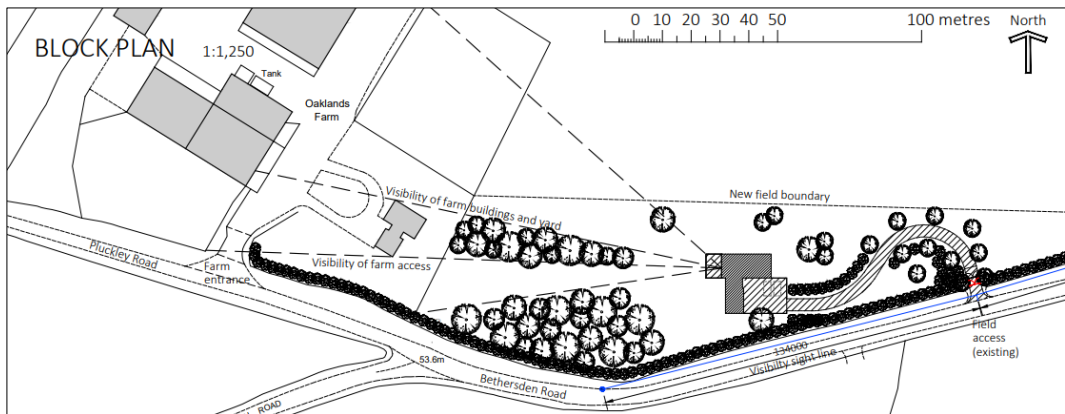 BLOCK PLAN 1:1,250
0 10 20 30 40 50 100 metres
North
Tank
Oaklands
Farm
Visibility of farm buildings and yard
New field boundary
Pluckley Road
Farm
entrance
Visibility of farm access
53.6m
Bethersden Road
ROAD
134000
Visibilty sight line
Field
access
(existing)